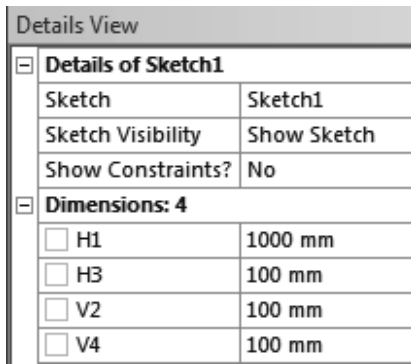 Details View
Details of Sketch1
Sketch Sketch1
Sketch Visibility Show Sketch
Show Constraints? No
Dimensions: 4
H1 1000 mm
H3 100 mm
V2 100 mm
V4 100 mm